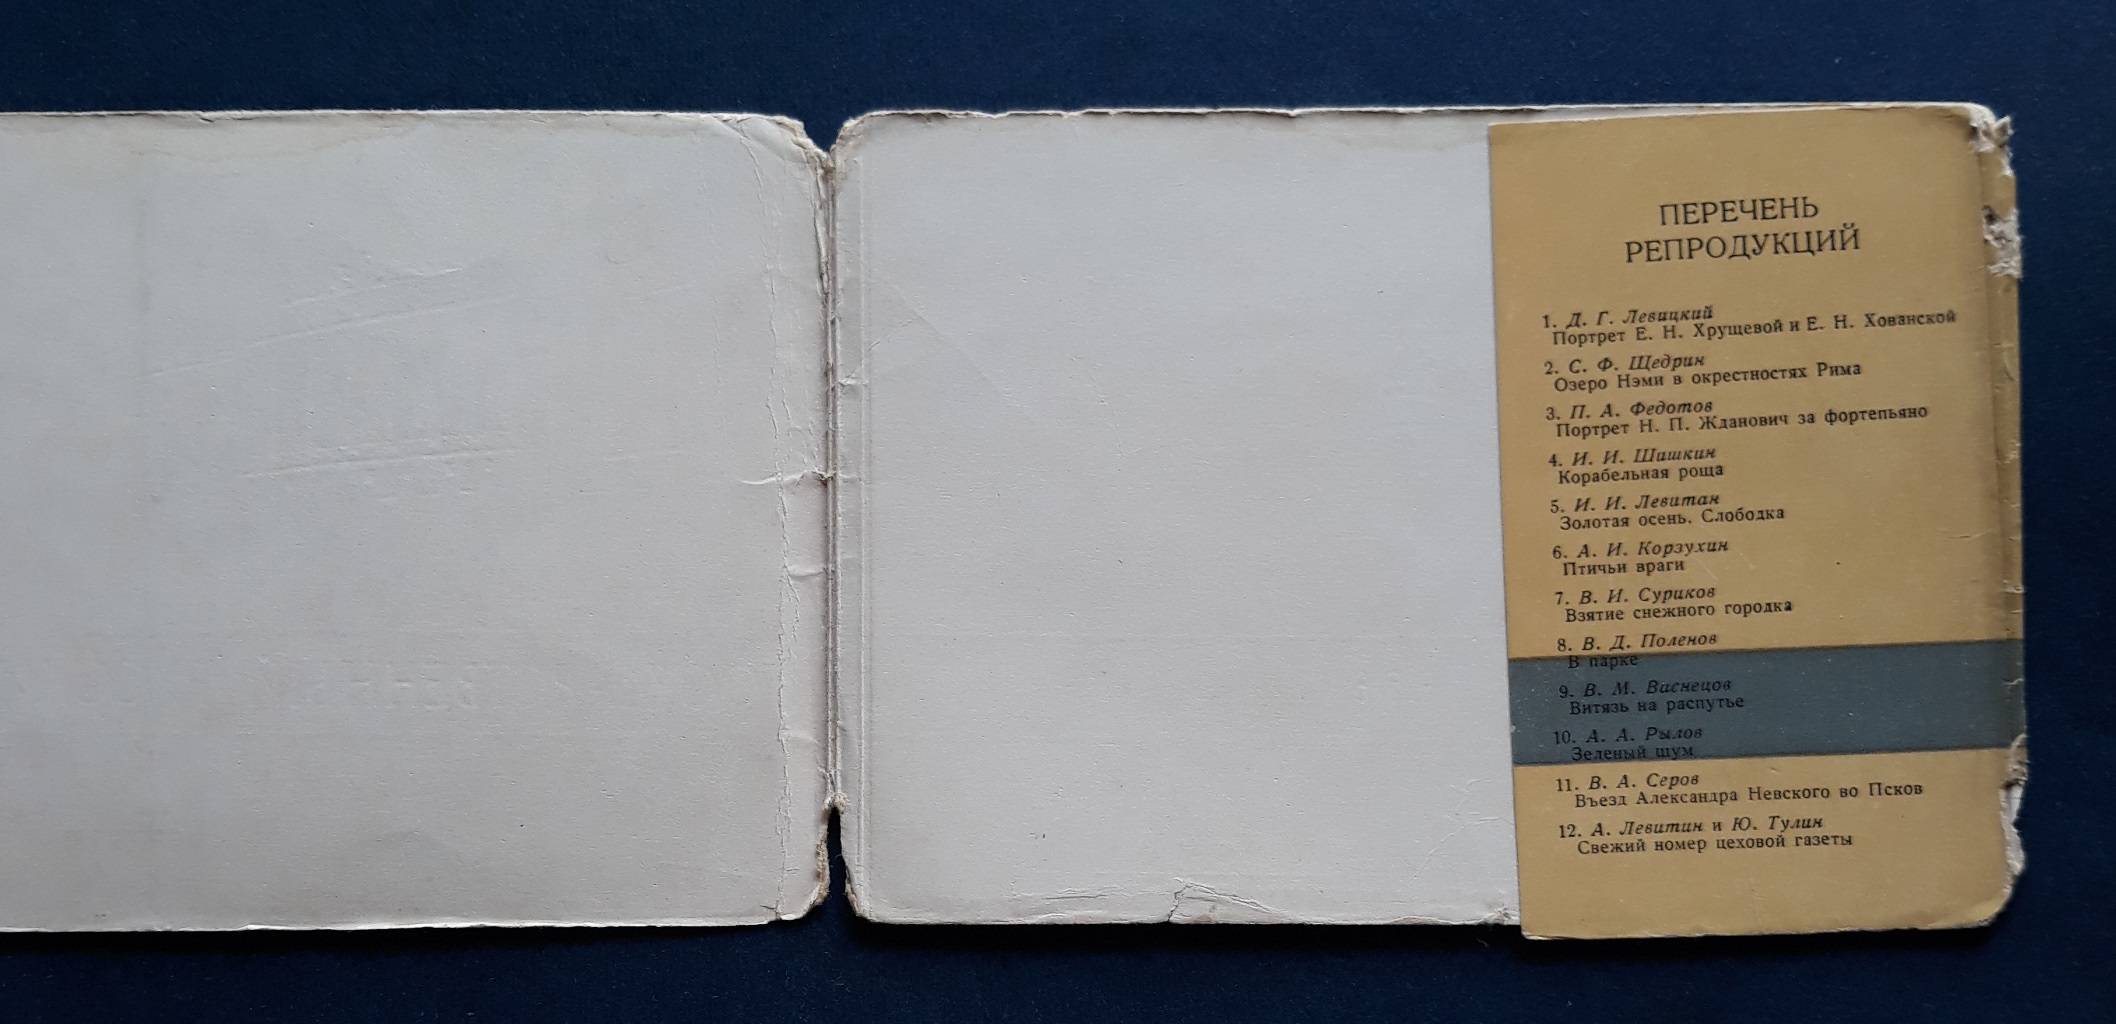 ПЕРЕЧЕНЬ
РЕПРОДУКЦИЙ
1. Д. Г. Левицкий
Портрет Е. Н. Хрущевой и Е. Н. Хованской
2. С. Ф. Щедрин
Озеро Нэми в окрестностях Рима
3. П. А. Федотов
Портрет Н. П. Жданович за фортепьяно
4. И. И. Шишкин
Корабельная роща
5. И. И. Левитан
Золотая осень. Слободка
6. А. И. Корзухин
Птичьи враги
7. В. И. Суриков
Взятие снежного городка
8. В. Д. Поленов
В парке
9. В. М. Васнецов
Витязь на распутье
10. А. А. Рылов
Зеленый шум
11. В. А. Серов
Въезд Александра Невского во Псков
12. А. Левитин и Ю. Тулин
Свежий номер цеховой газеты